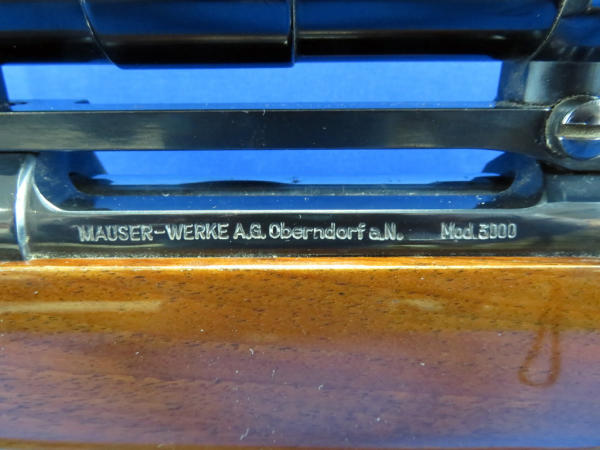 MAUSER-WERKE A.G. Oberndorf a.N. Mod.3000